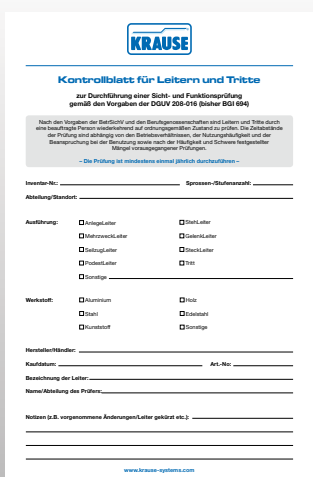 KRAUSE
Kontrollblatt für Leitern und Tritte
zur Durchführung einer Sicht- und Funktionsprüfung
gemäß den Vorgaben der DGUV 208-016 (bisher BGI 694)
Nach den Vorgaben der BetrSichV und den Berufsgenossenschaften sind Leitern und Tritte durch
eine beauftragte Person wiederkehrend auf ordnungsgemäßen Zustand zu prüfen. Die Zeitabstände
der Prüfung sind abhängig von den Betriebsverhältnissen, der Nutzungshäufigkeit und der
Beanspruchung bei der Benutzung sowie nach der Häufigkeit und Schwere festgestellter
Mängel vorausgegangener Prüfungen.
– Die Prüfung ist mindestens einmal jährlich durchzuführen –
Inventar-Nr.: Sprossen-/Stufenanzahl:
Abteilung/Standort:
Ausführung: AnlegeLeiter StehLeiter
MehrzweckLeiter GelenkLeiter
SeilzugLeiter SteckLeiter
PodestLeiter Tritt
Sonstige
Werkstoff: Aluminium Holz
Stahl Edelstahl
Kunststoff Sonstige
Hersteller/Händler:
Kaufdatum: Art.-No:
Bezeichnung der Leiter:
Name/Abteilung des Prüfers:
Notizen (z.B. vorgenommene Änderungen/Leiter gekürzt etc.):
www.krause-systems.com